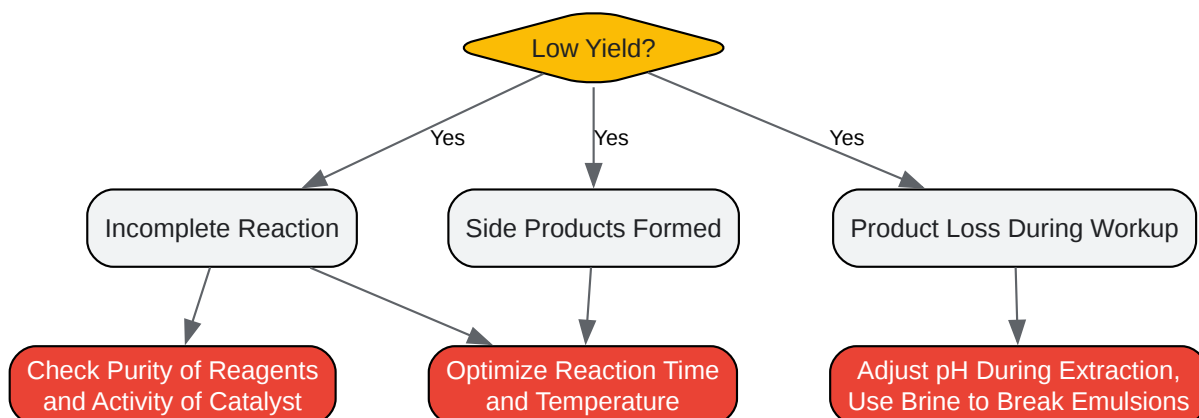 Low Yield?
Yes
Yes
Yes
Incomplete Reaction
Side Products Formed
Product Loss During Workup
Check Purity of Reagents
and Activity of Catalyst
Optimize Reaction Time
and Temperature
Adjust pH During Extraction,
Use Brine to Break Emulsions